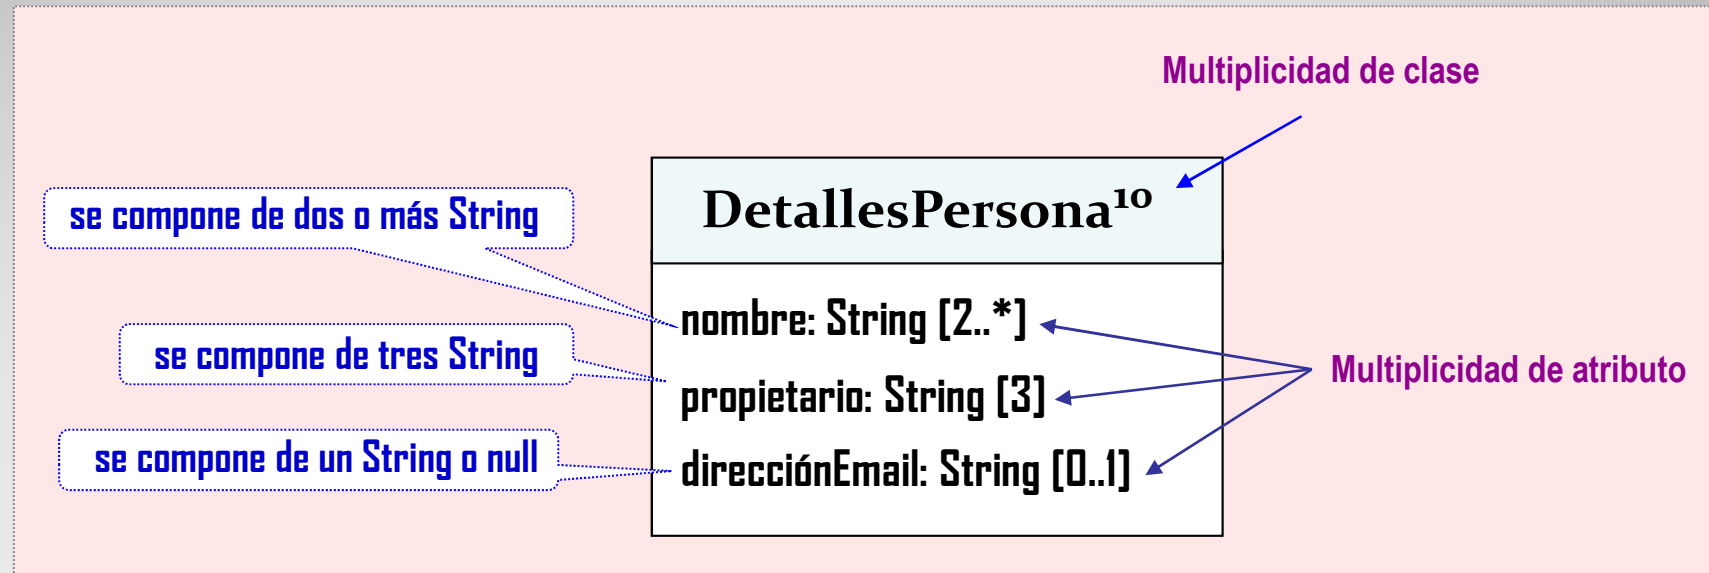 Multiplicidad de clase
DetallesPersona¹⁰
se compone de dos o más String
nombre: String [2..*]
se compone de tres String
propietario: String [3]
Multiplicidad de atributo
se compone de un String o null
direcciónEmail: String [0..1]